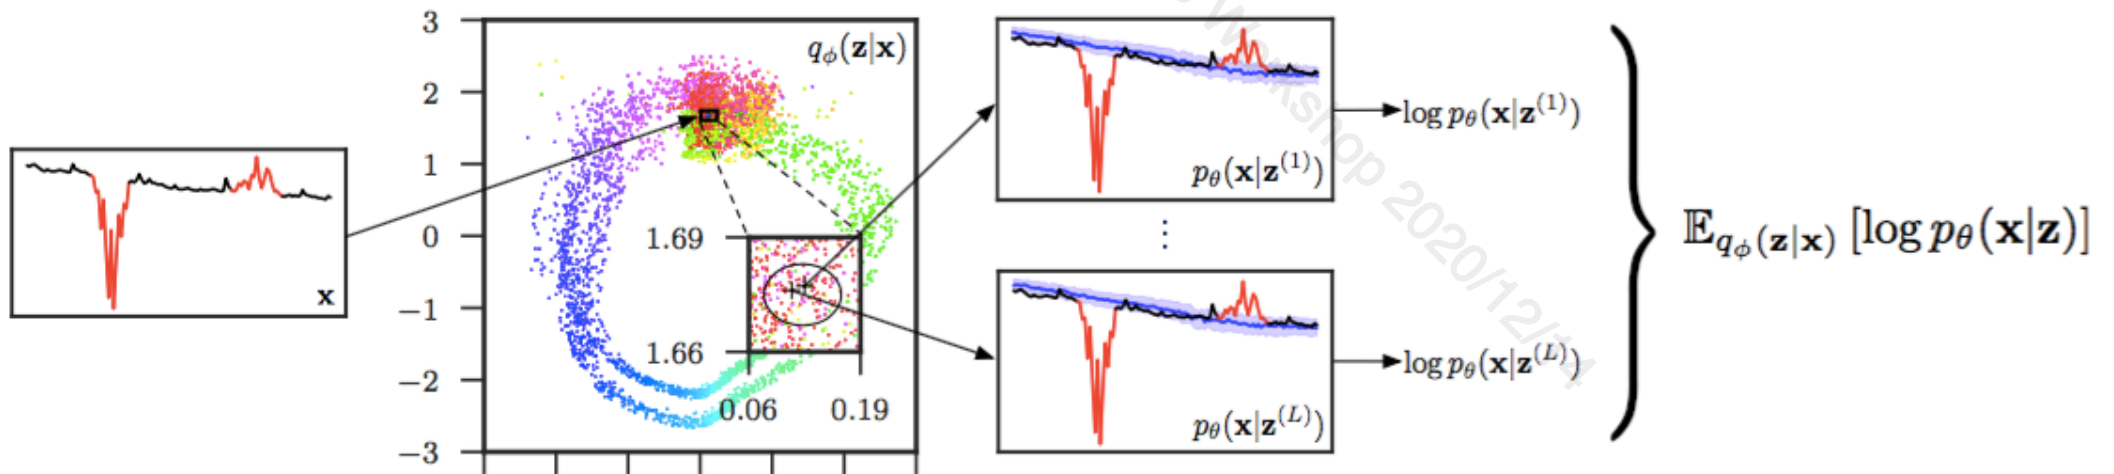 x
3
2
1
0
−1
−2
−3
q_ϕ(z|x)
1.69
1.66
0.06 0.19
p_θ(x|z^(1))
⋮
p_θ(x|z^(L))
log p_θ(x|z^(1))
log p_θ(x|z^(L))
𝔼_{q_ϕ(z|x)} [log p_θ(x|z)]
Workshop 2020/12/14